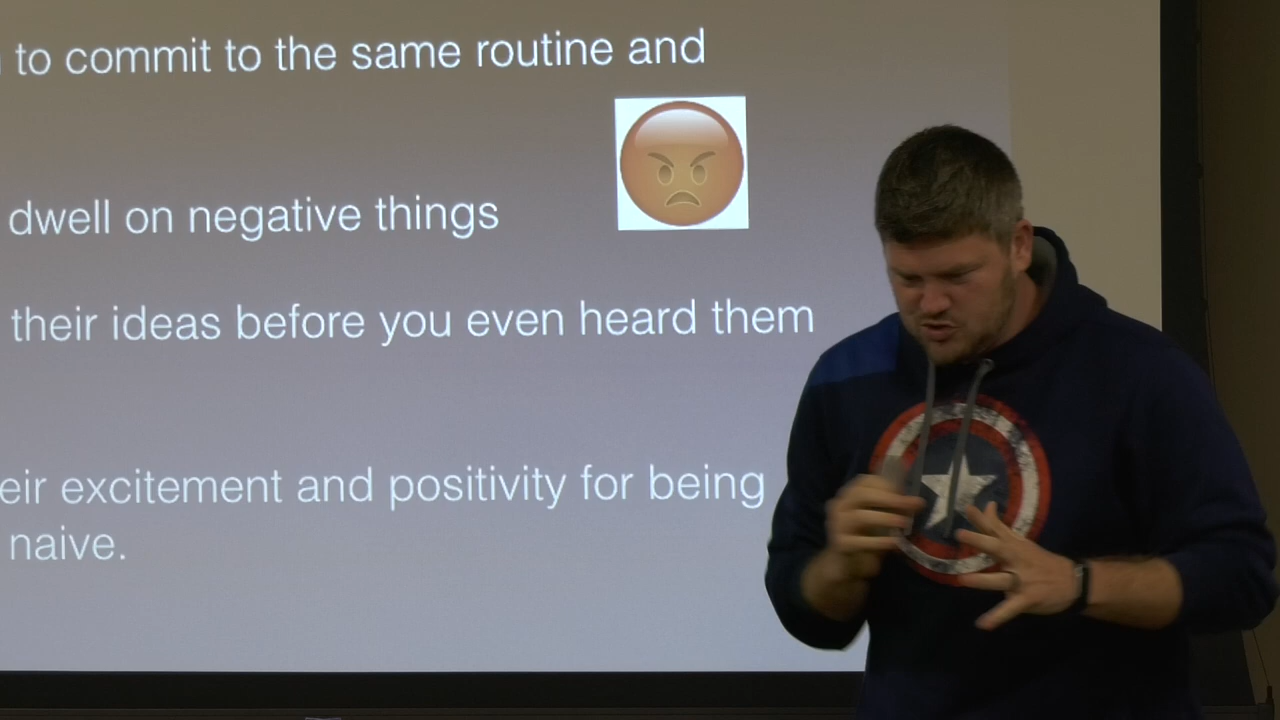 to commit to the same routine and
dwell on negative things
their ideas before you even heard them
eir excitement and positivity for being
naive.